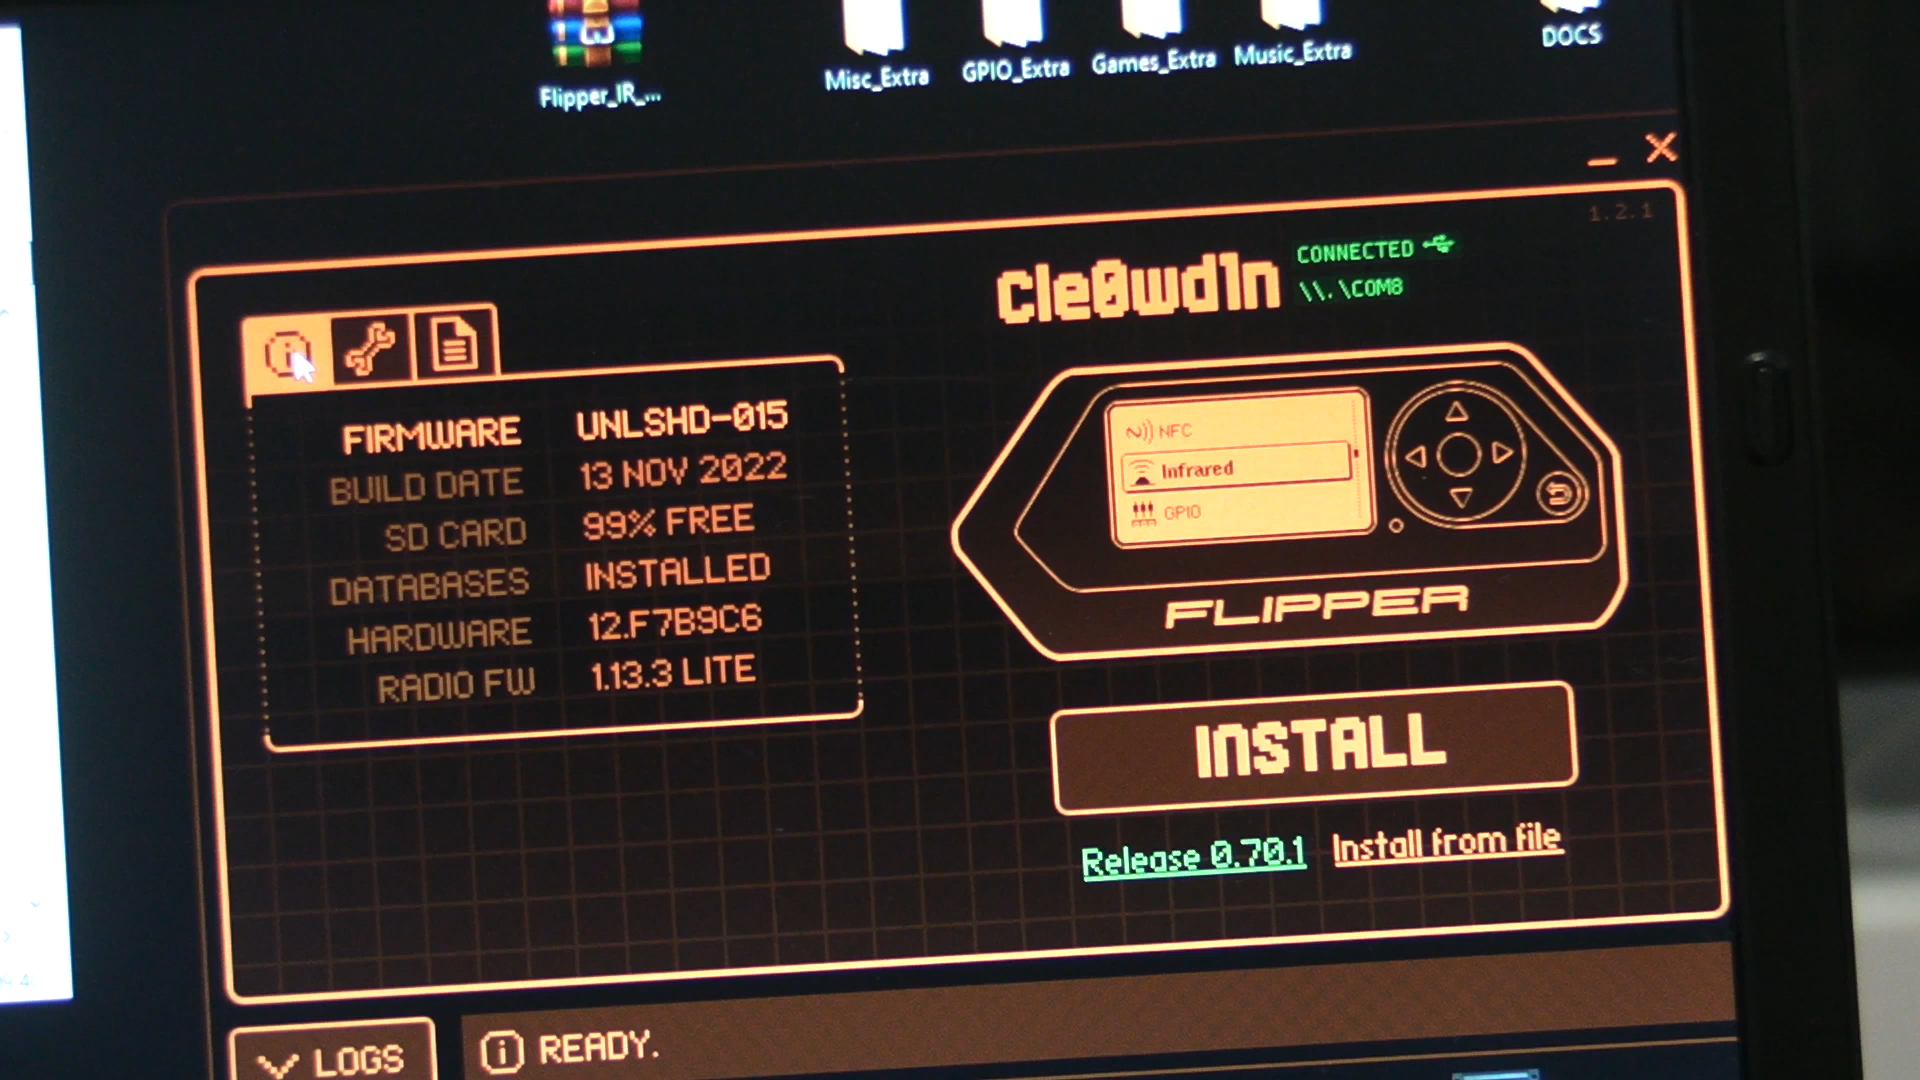 Flipper_IR_...
Misc_Extra
GPIO_Extra
Games_Extra
Music_Extra
DOCS
1.2.1
Cle0wd1n
CONNECTED
\\.\COM8
FIRMWARE UNLSHD-015
BUILD DATE 13 NOV 2022
SD CARD 99% FREE
DATABASES INSTALLED
HARDWARE 12.F7B9C6
RADIO FW 1.13.3 LITE
NFC
Infrared
GPIO
FLIPPER
INSTALL
Release 0.70.1 Install from file
LOGS
READY.